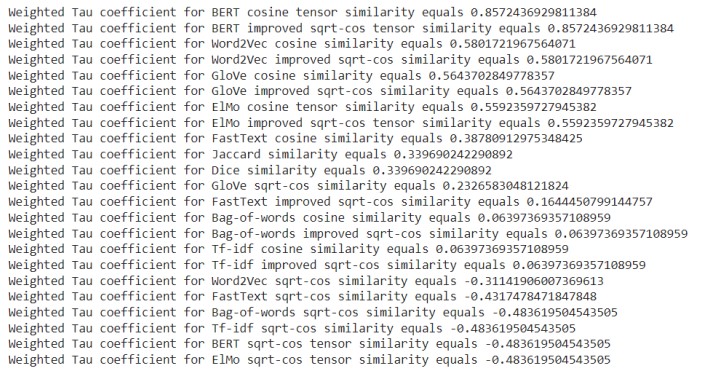 Weighted Tau coefficient for BERT cosine tensor similarity equals 0.8572436929811384
Weighted Tau coefficient for BERT improved sqrt-cos tensor similarity equals 0.8572436929811384
Weighted Tau coefficient for Word2Vec cosine similarity equals 0.5801721967564071
Weighted Tau coefficient for Word2Vec improved sqrt-cos similarity equals 0.5801721967564071
Weighted Tau coefficient for GloVe cosine similarity equals 0.5643702849778357
Weighted Tau coefficient for GloVe improved sqrt-cos similarity equals 0.5643702849778357
Weighted Tau coefficient for ElMo cosine tensor similarity equals 0.5592359727945382
Weighted Tau coefficient for ElMo improved sqrt-cos tensor similarity equals 0.5592359727945382
Weighted Tau coefficient for FastText cosine similarity equals 0.38780912975348425
Weighted Tau coefficient for Jaccard similarity equals 0.339690242290892
Weighted Tau coefficient for Dice similarity equals 0.339690242290892
Weighted Tau coefficient for GloVe sqrt-cos similarity equals 0.2326583048121824
Weighted Tau coefficient for FastText improved sqrt-cos similarity equals 0.1644450799144757
Weighted Tau coefficient for Bag-of-words cosine similarity equals 0.06397369357108959
Weighted Tau coefficient for Bag-of-words improved sqrt-cos similarity equals 0.06397369357108959
Weighted Tau coefficient for Tf-idf cosine similarity equals 0.06397369357108959
Weighted Tau coefficient for Tf-idf improved sqrt-cos similarity equals 0.06397369357108959
Weighted Tau coefficient for Word2Vec sqrt-cos similarity equals -0.31141906007369613
Weighted Tau coefficient for FastText sqrt-cos similarity equals -0.4317478471847848
Weighted Tau coefficient for Bag-of-words sqrt-cos similarity equals -0.483619504543505
Weighted Tau coefficient for Tf-idf sqrt-cos similarity equals -0.483619504543505
Weighted Tau coefficient for BERT sqrt-cos tensor similarity equals -0.483619504543505
Weighted Tau coefficient for ElMo sqrt-cos tensor similarity equals -0.483619504543505